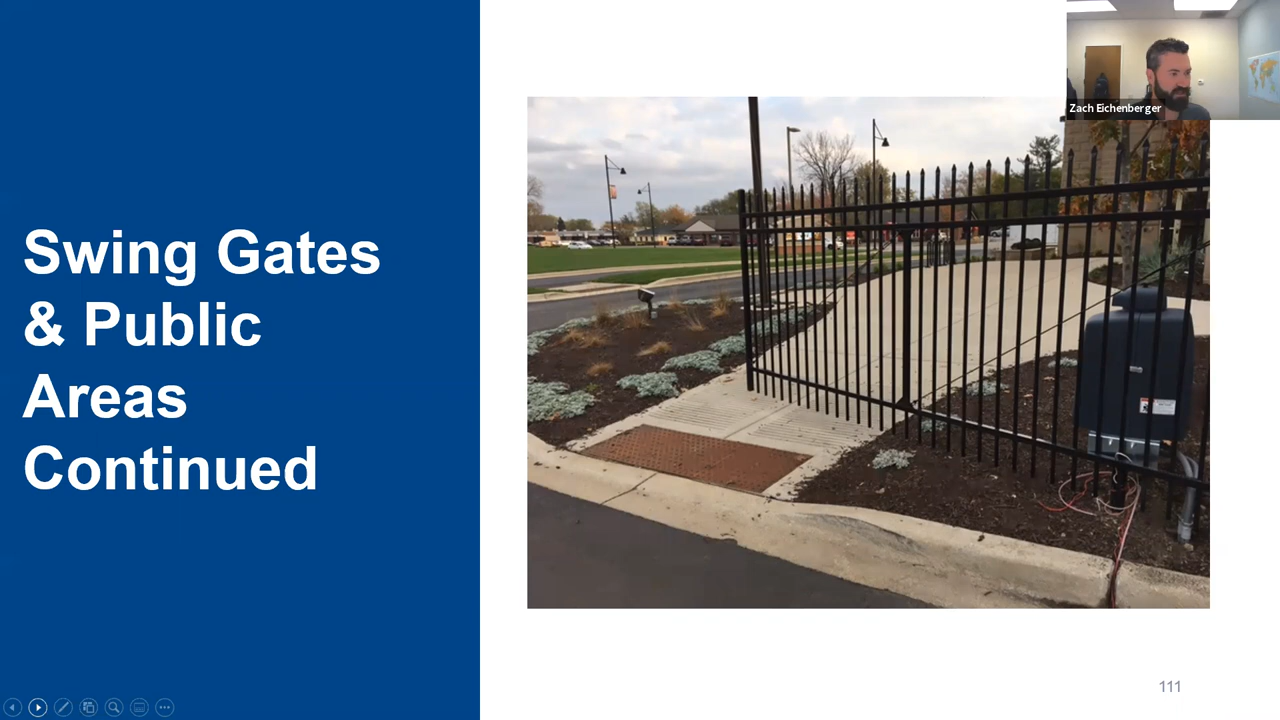 Swing Gates
& Public
Areas
Continued
Zach Eichenberger
111